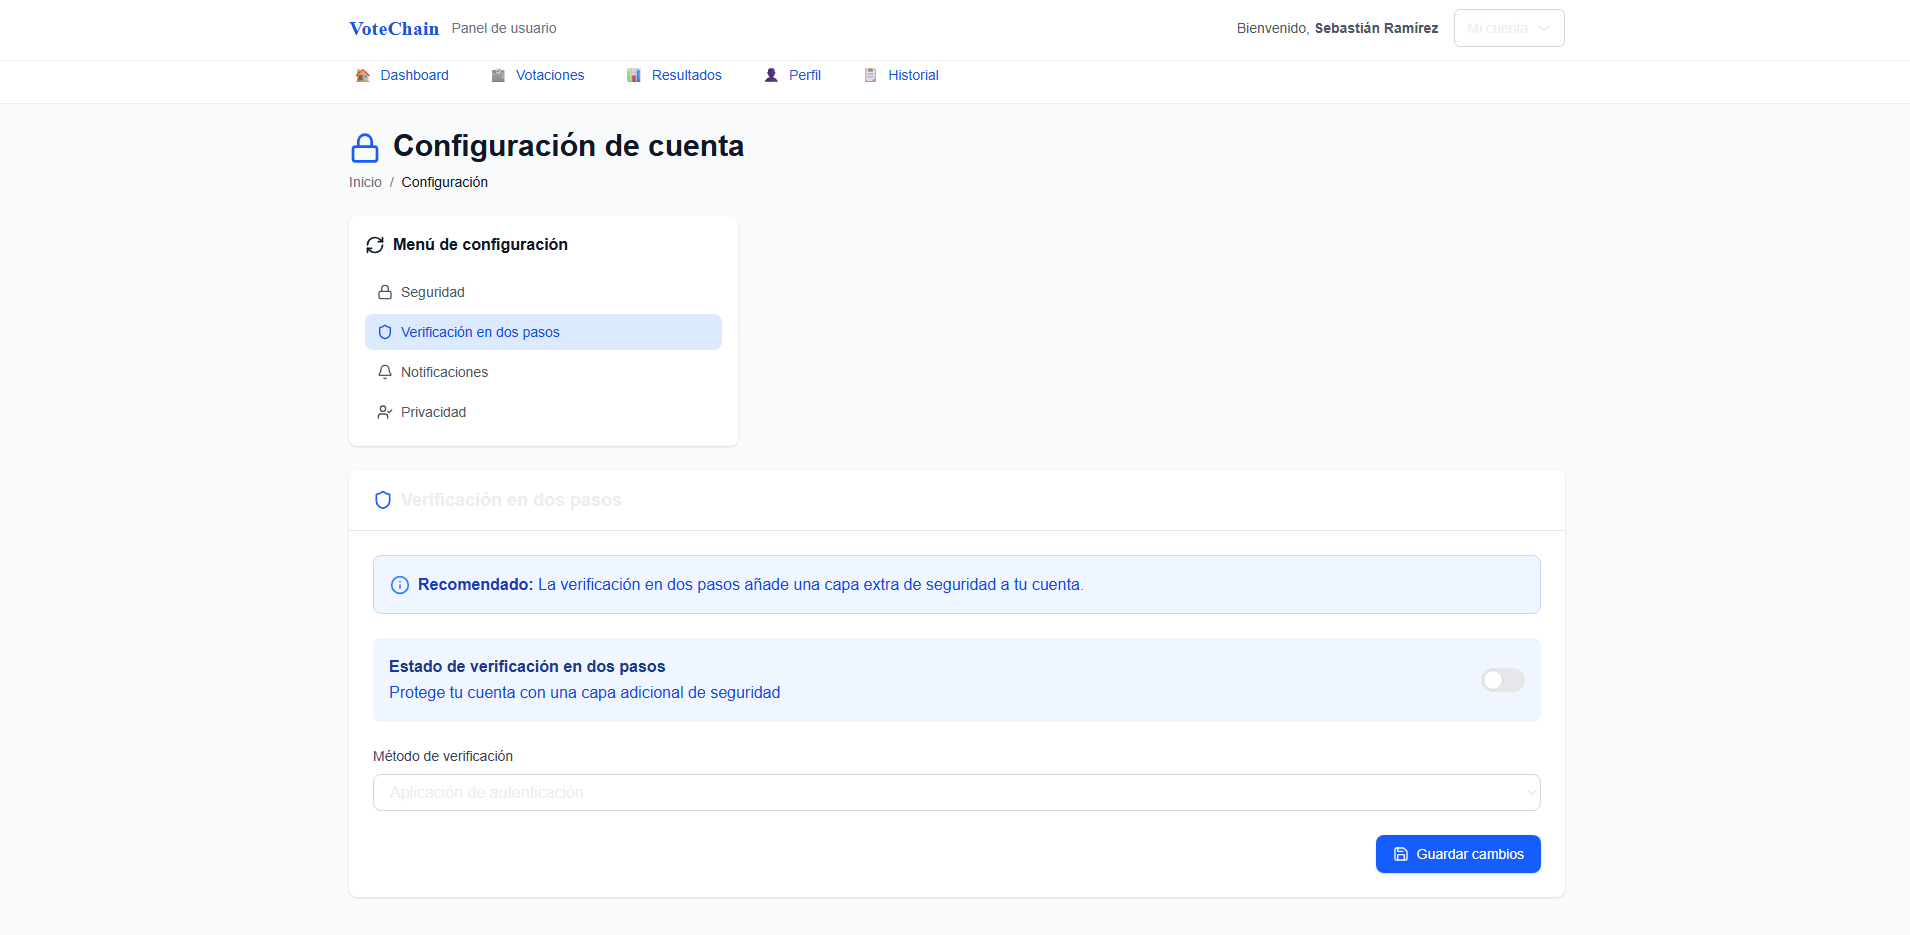 VoteChain Panel de usuario Bienvenido, Sebastián Ramírez Mi cuenta
Dashboard Votaciones Resultados Perfil Historial
Configuración de cuenta
Inicio / Configuración
Menú de configuración
Seguridad
Verificación en dos pasos
Notificaciones
Privacidad
Verificación en dos pasos
Recomendado: La verificación en dos pasos añade una capa extra de seguridad a tu cuenta.
Estado de verificación en dos pasos
Protege tu cuenta con una capa adicional de seguridad
Método de verificación
Aplicación de autenticación
Guardar cambios